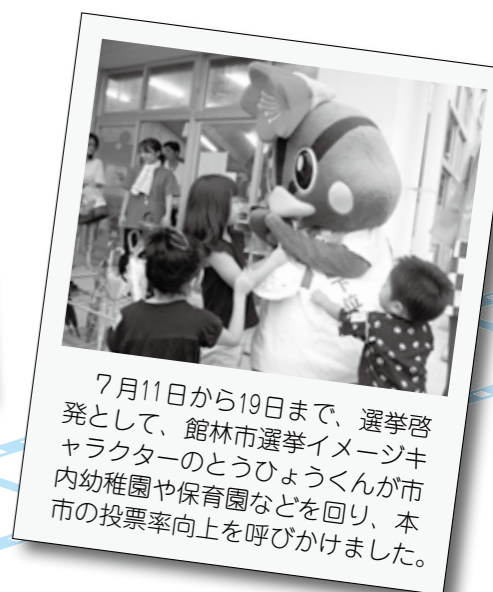 ７月11日から19日まで、選挙啓
発として、館林市選挙イメージキ
ャラクターのとうひょうくんが市
内幼稚園や保育園などを回り、本
市の投票率向上を呼びかけました。